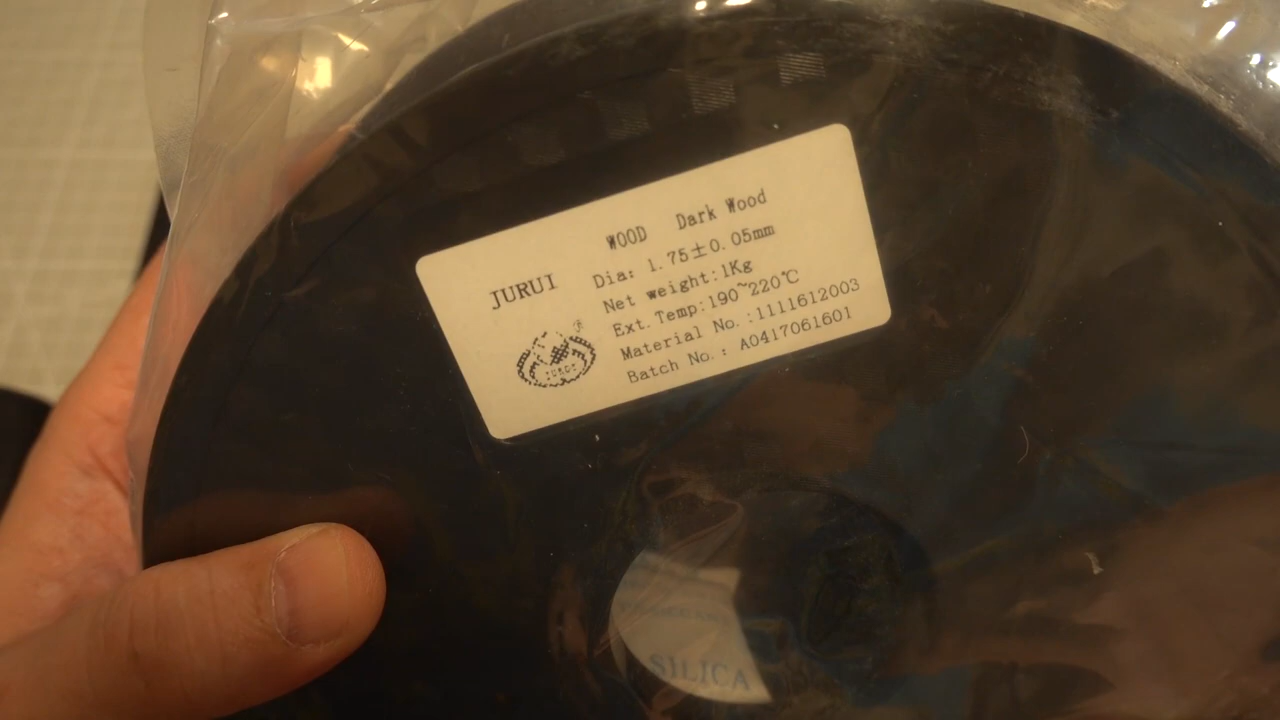 WOOD Dark Wood
JURUI
Dia: 1.75±0.05mm
Net weight:1Kg
Ext. Temp:190~220℃
Material No.:1111612003
Batch No.: A0417061601
®
SILICA